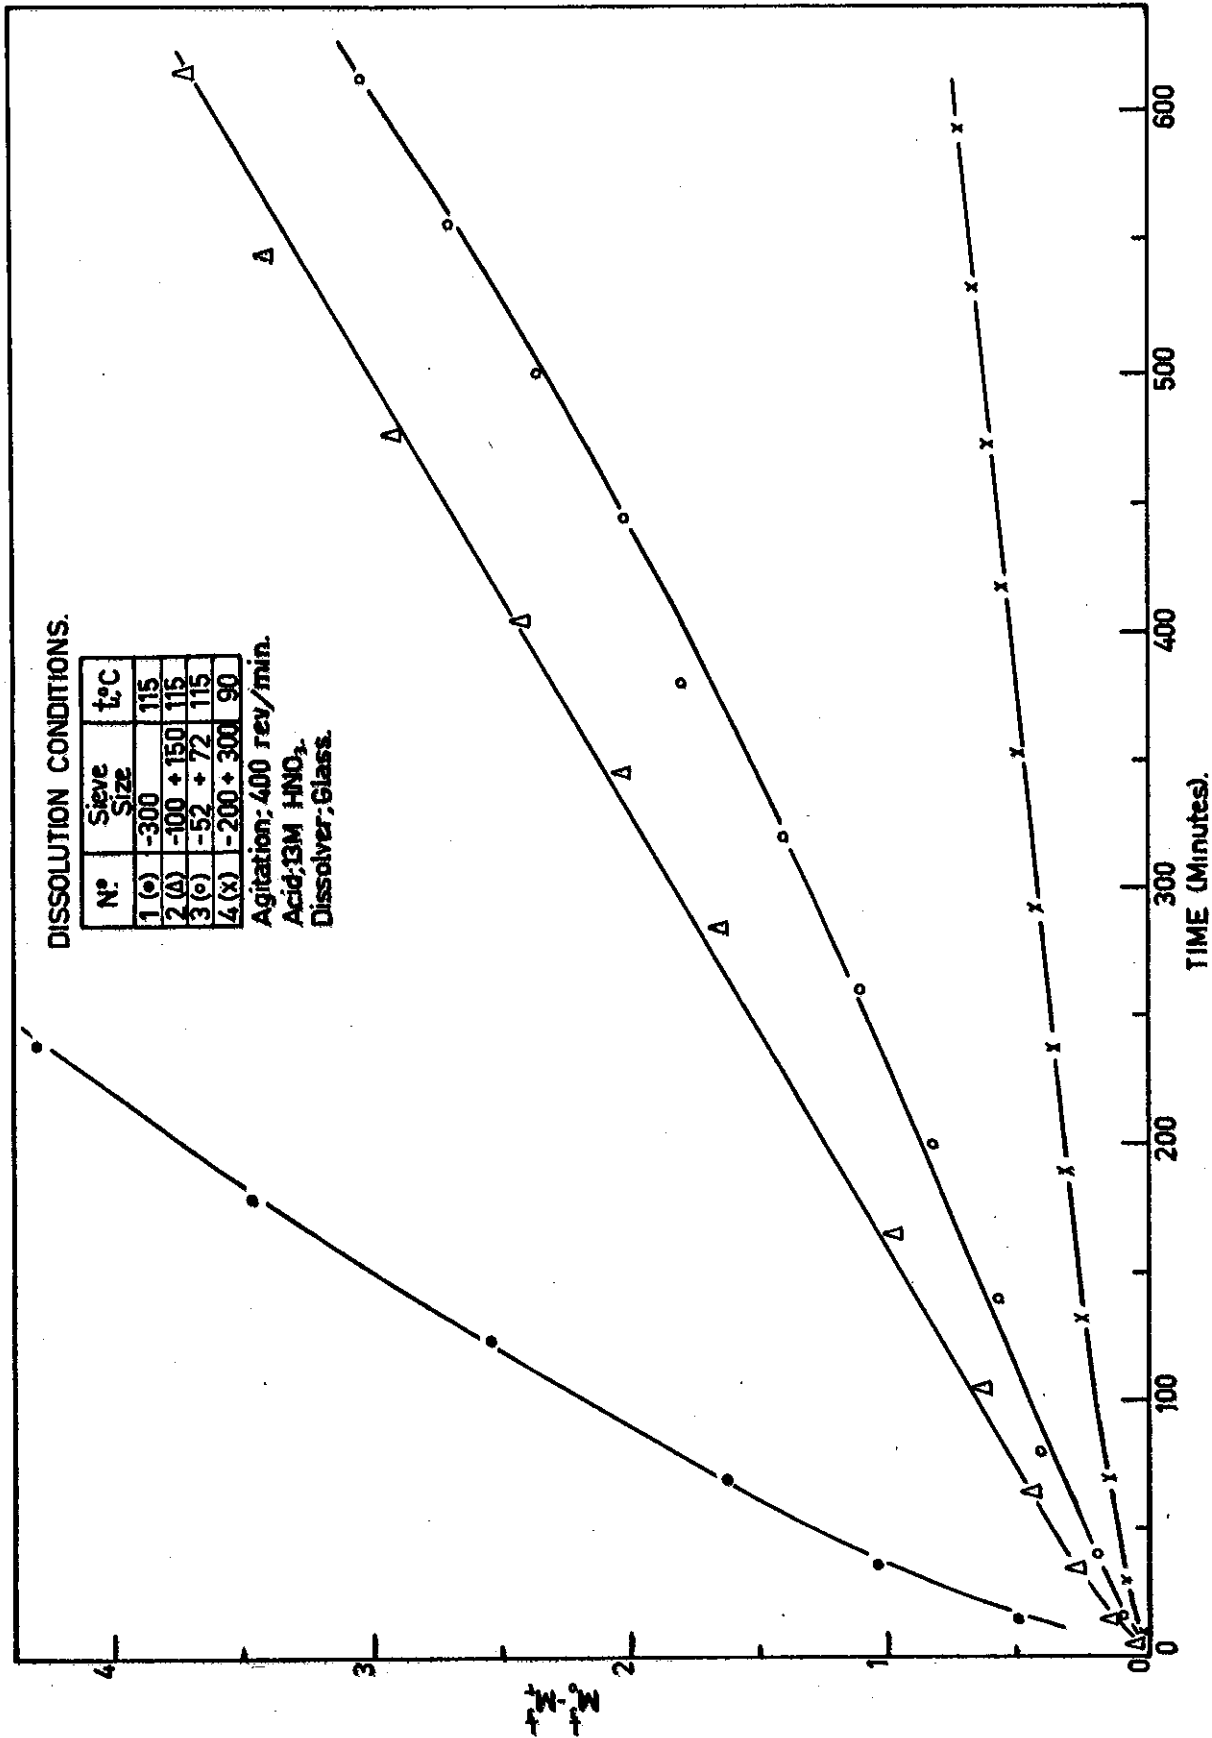 DISSOLUTION CONDITIONS.
Nº Sieve Size t,°C
1 (•) -300 115
2 (Δ) -100 + 150 115
3 (o) -52 + 72 115
4 (x) -200 + 300 90
Agitation; 400 rev/min.
Acid; 13M HNO₃.
Dissolver; Glass.
4
3
2
1
0
0 100 200 300 400 500 600
TIME (Minutes).